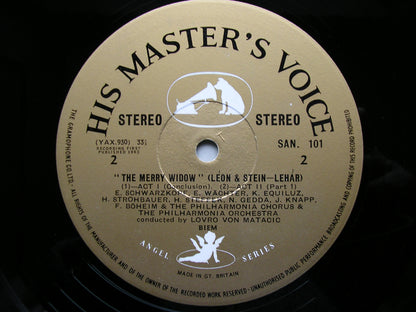 HIS MASTER'S VOICE
STEREO STEREO
(YAX.930) 33⅓
RECORDING FIRST
PUBLISHED 1963
SAN. 101
2 2
"THE MERRY WIDOW" (LÉON & STEIN—LEHÁR)
(1)—ACT I (Conclusion). (2)—ACT II (Part 1)
E. SCHWARZKOPF, E. WÄCHTER, K. EQUILUZ,
H. STROHBAUER, H. STEFFEK, N. GEDDA, J. KNAPP,
F. BOHEIM & THE PHILHARMONIA CHORUS &
THE PHILHARMONIA ORCHESTRA
conducted by LOVRO VON MATACIC
BIEM
ANGEL SERIES
MADE IN GT. BRITAIN
THE GRAMOPHONE CO. LTD. ALL RIGHTS OF THE MANUFACTURER AND OF THE OWNER OF THE RECORDED WORK RESERVED · UNAUTHORISED PUBLIC PERFORMANCE BROADCASTING AND COPYING OF THIS RECORD PROHIBITED